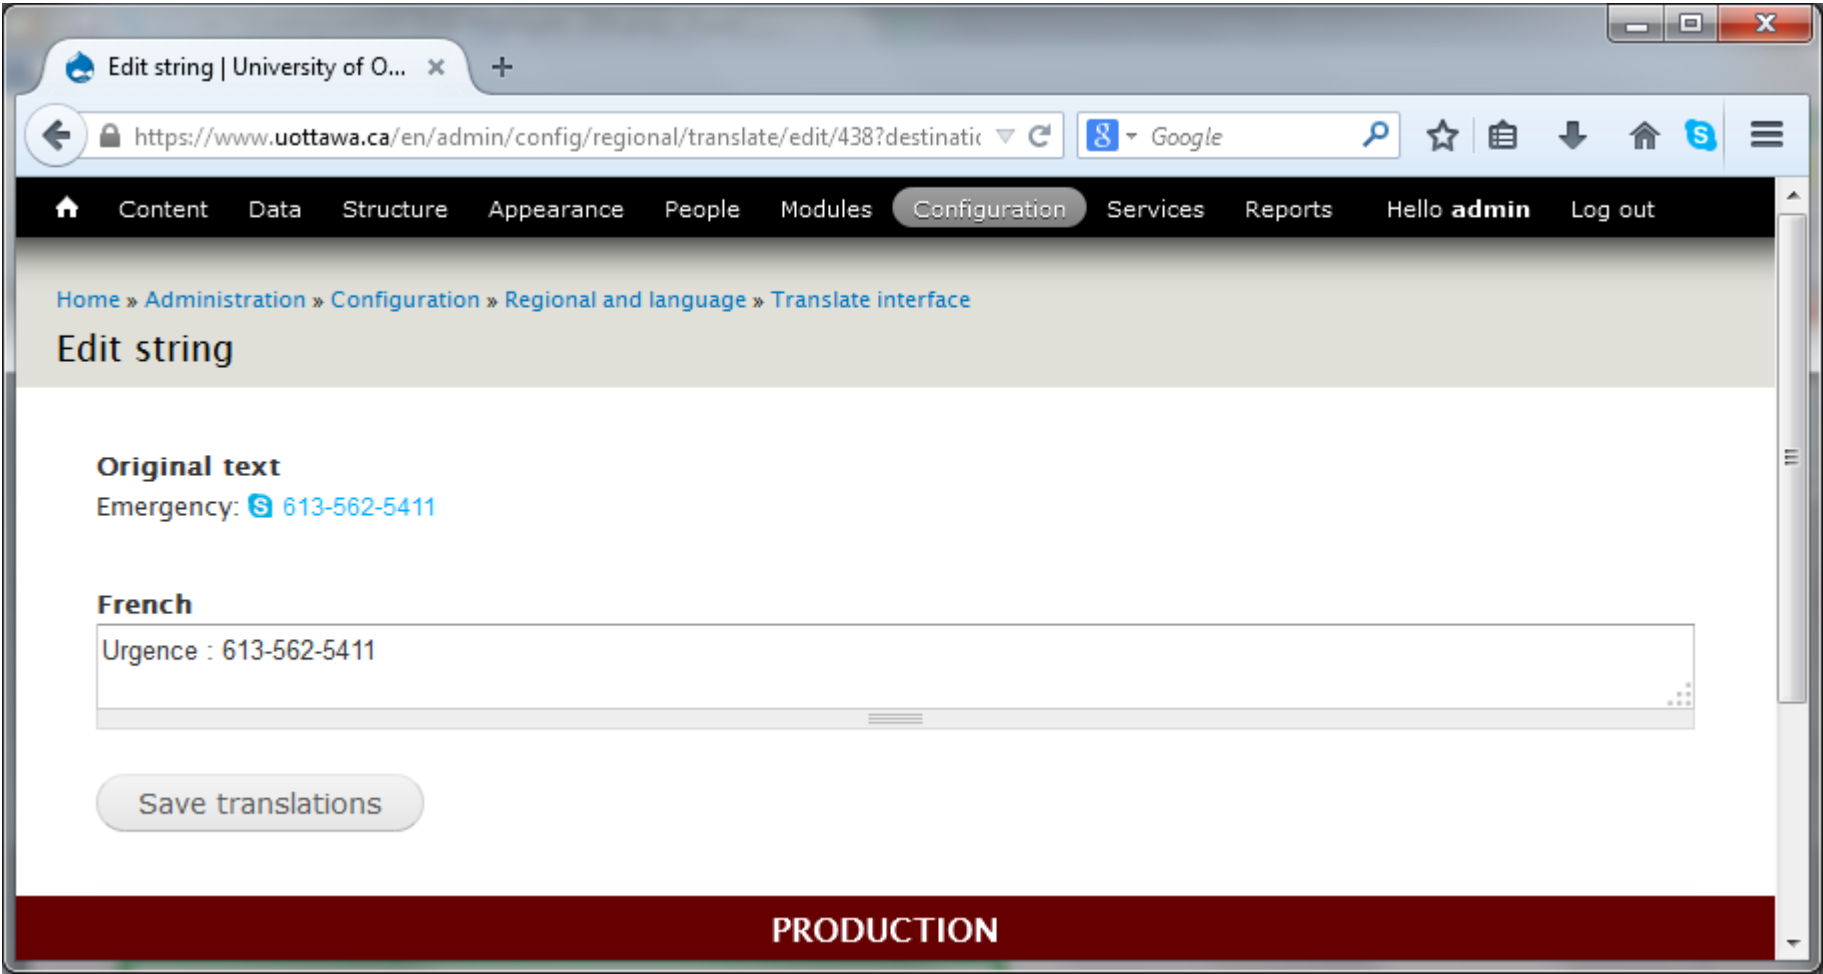 Edit string | University of O...
https://www.uottawa.ca/en/admin/config/regional/translate/edit/438?destinatic
Google
Content Data Structure Appearance People Modules Configuration Services Reports Hello admin Log out
Home » Administration » Configuration » Regional and language » Translate interface
Edit string
Original text
Emergency: 613-562-5411
French
Urgence : 613-562-5411
Save translations
PRODUCTION